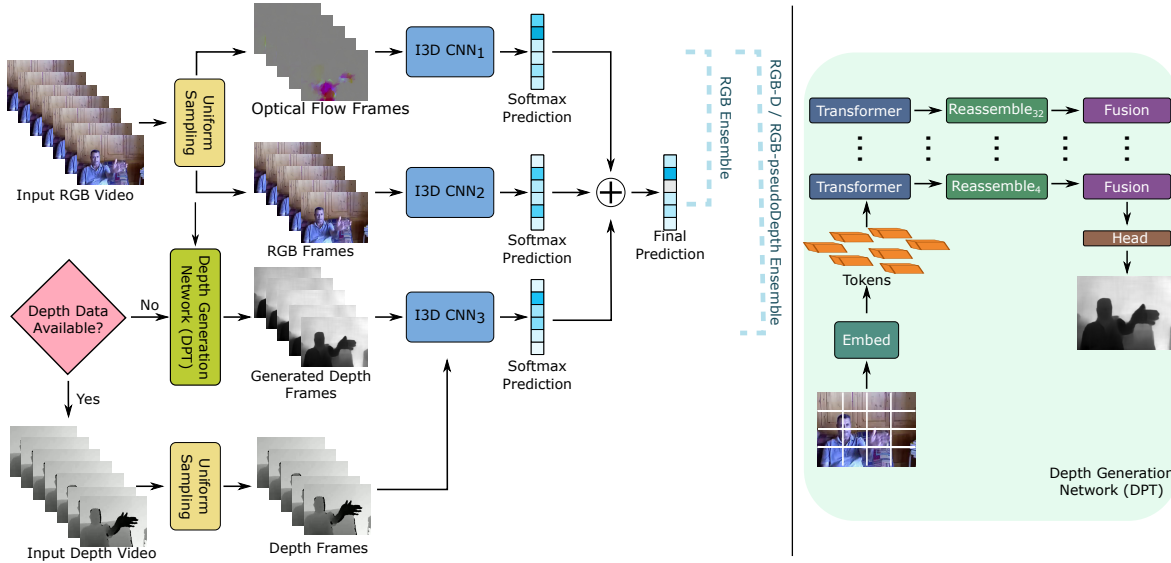 Input RGB Video
Uniform
Sampling
Optical Flow Frames
I3D CNN1
Softmax
Prediction
RGB Frames
I3D CNN2
Softmax
Prediction
Final
Prediction
RGB Ensemble
RGB-D / RGB-pseudoDepth Ensemble
Depth Data
Available?
No
Yes
Depth Generation
Network (DPT)
Generated Depth
Frames
I3D CNN3
Softmax
Prediction
Input Depth Video
Uniform
Sampling
Depth Frames
Transformer
Reassemble32
Fusion
Transformer
Reassemble4
Fusion
Head
Tokens
Embed
Depth Generation
Network (DPT)